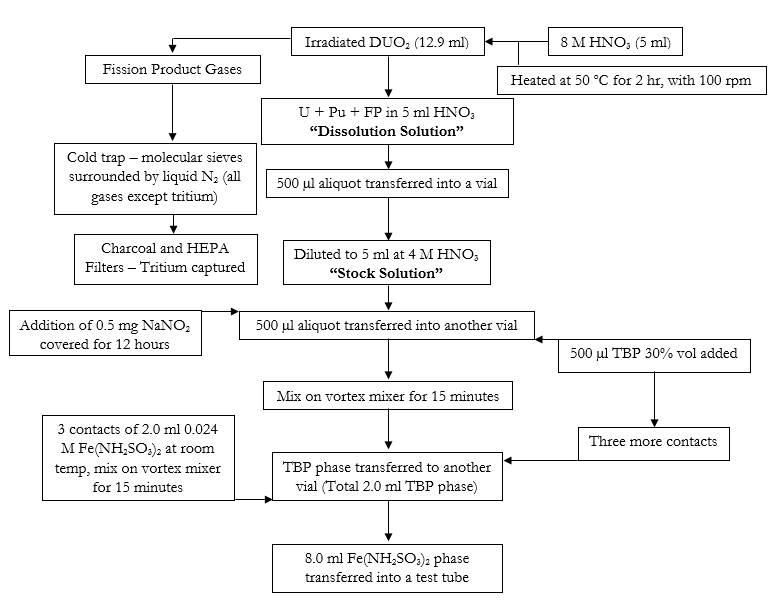 Irradiated DUO₂ (12.9 ml)
8 M HNO₃ (5 ml)
Heated at 50 °C for 2 hr, with 100 rpm
Fission Product Gases
U + Pu + FP in 5 ml HNO₃
“Dissolution Solution”
Cold trap – molecular sieves
surrounded by liquid N₂ (all
gases except tritium)
500 µl aliquot transferred into a vial
Charcoal and HEPA
Filters – Tritium captured
Diluted to 5 ml at 4 M HNO₃
“Stock Solution”
Addition of 0.5 mg NaNO₂
covered for 12 hours
500 µl aliquot transferred into another vial
500 µl TBP 30% vol added
Mix on vortex mixer for 15 minutes
3 contacts of 2.0 ml 0.024
M Fe(NH₂SO₃)₂ at room
temp, mix on vortex mixer
for 15 minutes
Three more contacts
TBP phase transferred to another
vial (Total 2.0 ml TBP phase)
8.0 ml Fe(NH₂SO₃)₂ phase
transferred into a test tube